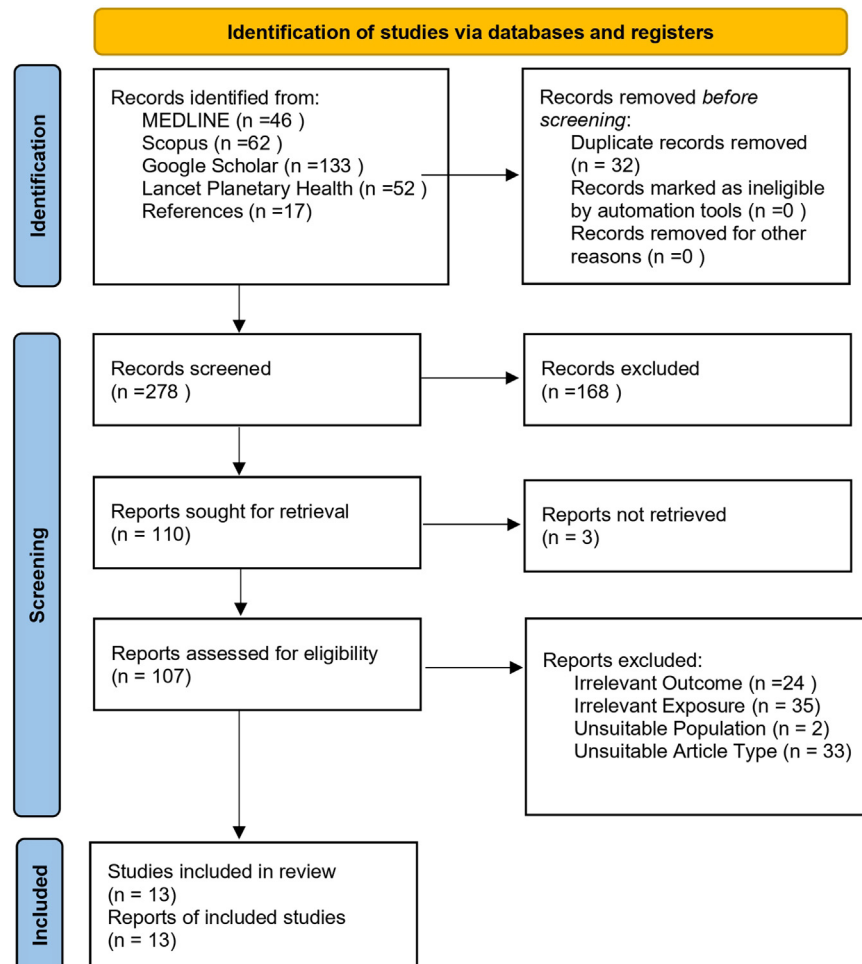 Identification of studies via databases and registers
Identification
Records identified from:
MEDLINE (n =46 )
Scopus (n =62 )
Google Scholar (n =133 )
Lancet Planetary Health (n =52 )
References (n =17)
Records removed before
screening:
Duplicate records removed
(n = 32)
Records marked as ineligible
by automation tools (n =0 )
Records removed for other
reasons (n =0 )
Screening
Records screened
(n =278 )
Records excluded
(n =168 )
Reports sought for retrieval
(n = 110)
Reports not retrieved
(n = 3)
Reports assessed for eligibility
(n = 107)
Reports excluded:
Irrelevant Outcome (n =24 )
Irrelevant Exposure (n = 35)
Unsuitable Population (n = 2)
Unsuitable Article Type (n = 33)
Included
Studies included in review
(n = 13)
Reports of included studies
(n = 13)